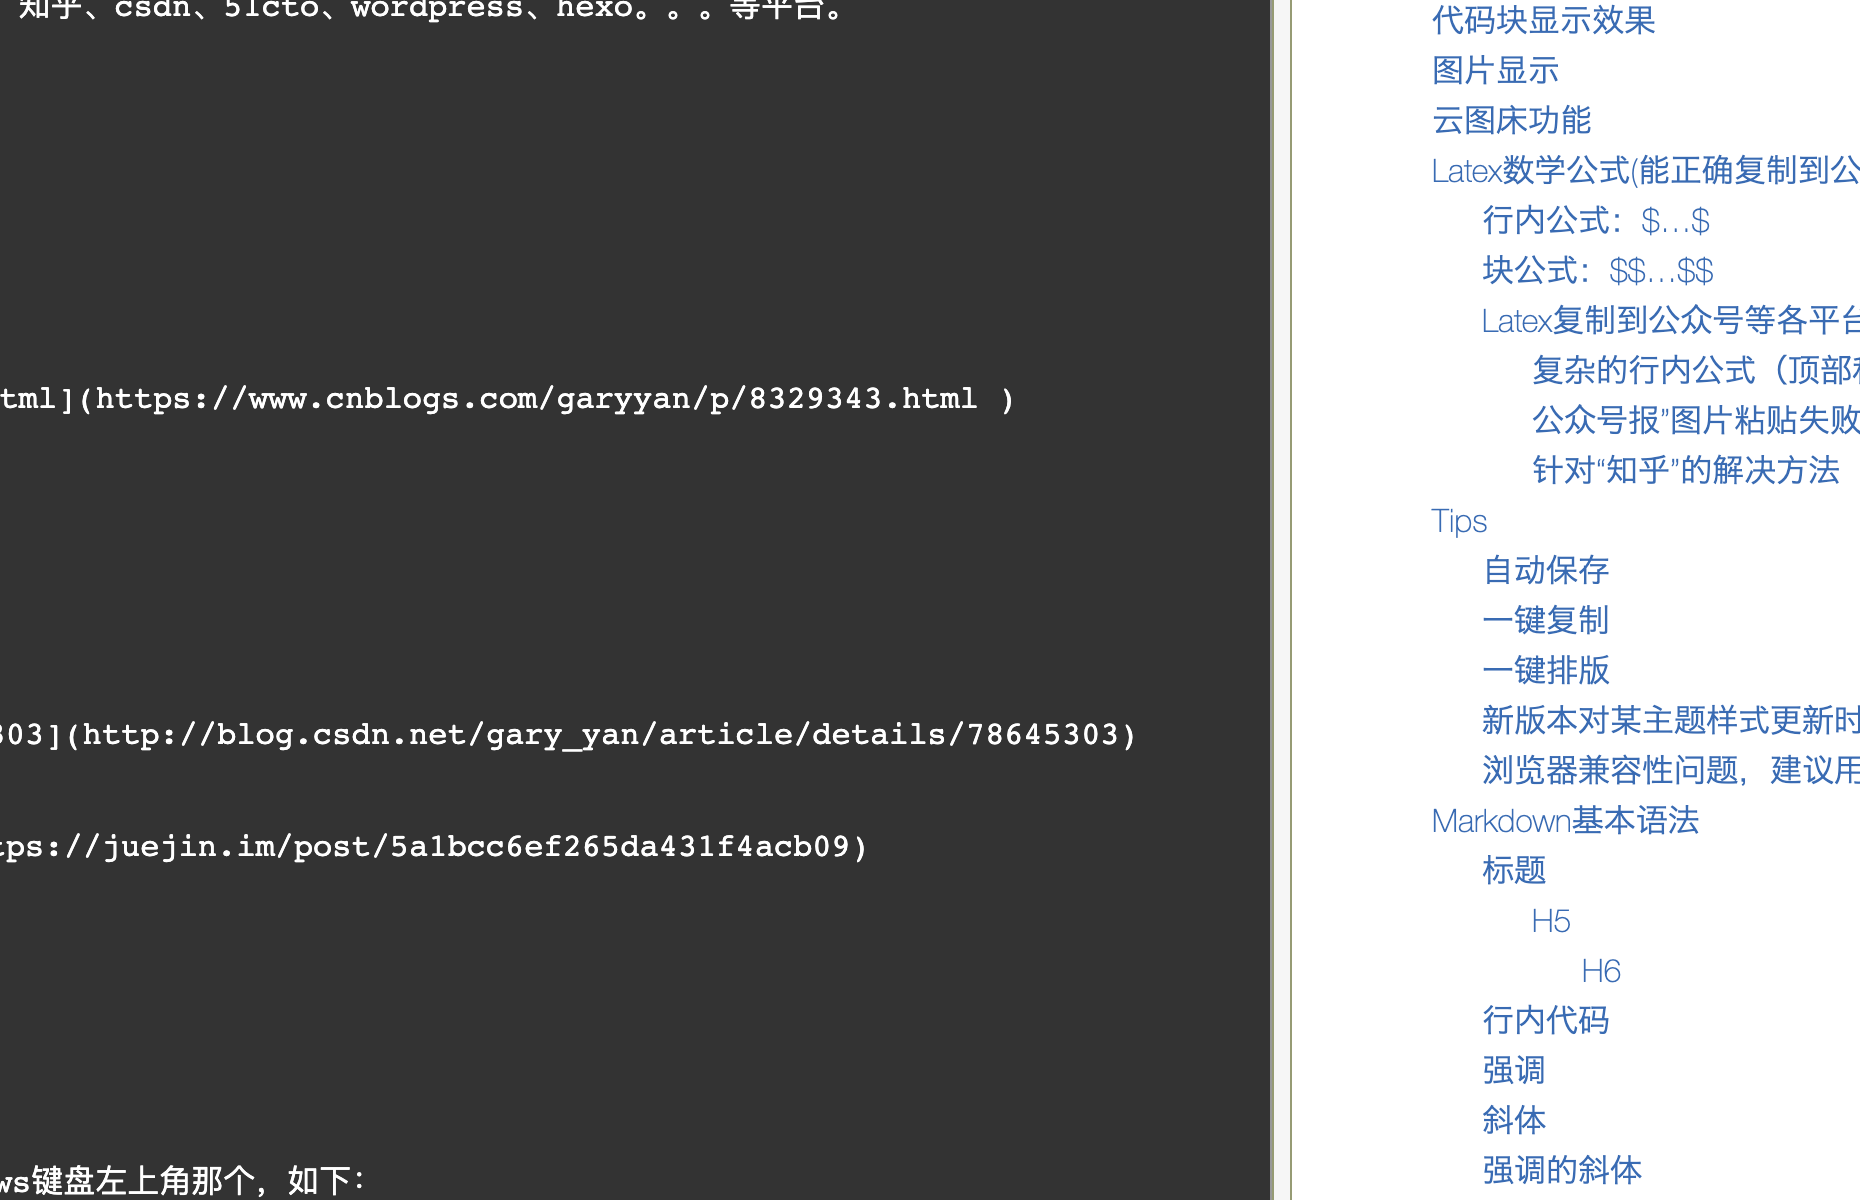 知乎、csdn、51cto、wordpress、hexo。。。等平台。
tml](https://www.cnblogs.com/garyyan/p/8329343.html )
303](http://blog.csdn.net/gary_yan/article/details/78645303)
tps://juejin.im/post/5a1bcc6ef265da431f4acb09)
ws键盘左上角那个，如下：
代码块显示效果
图片显示
云图床功能
Latex数学公式(能正确复制到公
行内公式：$...$
块公式：$$...$$
Latex复制到公众号等各平台
复杂的行内公式（顶部
公众号报”图片粘贴失败
针对“知乎”的解决方法
Tips
自动保存
一键复制
一键排版
新版本对某主题样式更新时
浏览器兼容性问题，建议用
Markdown基本语法
标题
H5
H6
行内代码
强调
斜体
强调的斜体